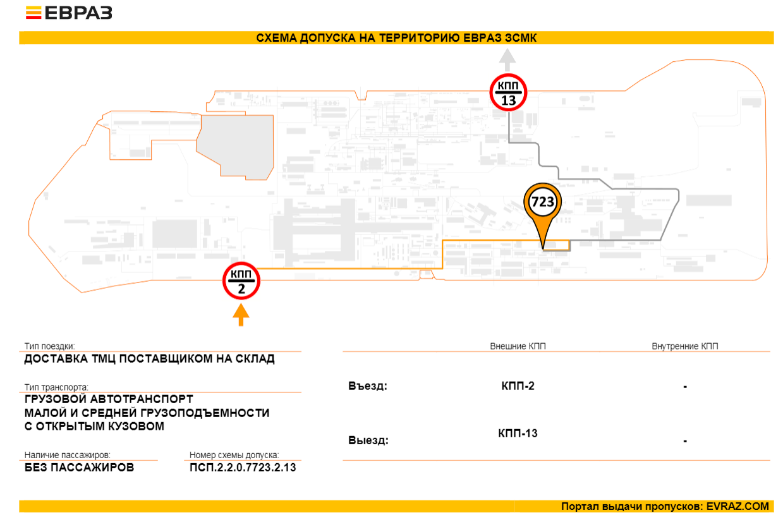 ЕВРАЗ
СХЕМА ДОПУСКА НА ТЕРРИТОРИЮ ЕВРАЗ ЗСМК
КПП
13
723
КПП
2
Тип поездки:
ДОСТАВКА ТМЦ ПОСТАВЩИКОМ НА СКЛАД
Тип транспорта:
ГРУЗОВОЙ АВТОТРАНСПОРТ
МАЛОЙ И СРЕДНЕЙ ГРУЗОПОДЪЕМНОСТИ
С ОТКРЫТЫМ КУЗОВОМ
Наличие пассажиров: Номер схемы допуска:
БЕЗ ПАССАЖИРОВ ПСП.2.2.0.7723.2.13
Внешние КПП Внутренние КПП
Въезд: КПП-2 -
Выезд: КПП-13 -
Портал выдачи пропусков: EVRAZ.COM